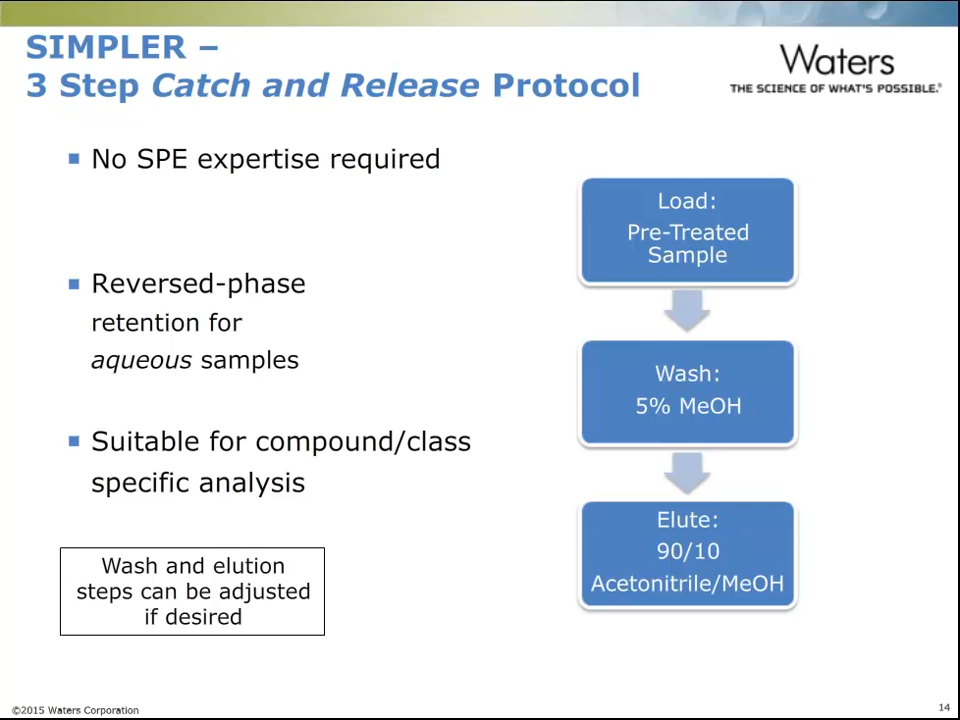 SIMPLER –
3 Step Catch and Release Protocol
Waters
THE SCIENCE OF WHAT'S POSSIBLE.®
No SPE expertise required
Reversed-phase
retention for
aqueous samples
Suitable for compound/class
specific analysis
Wash and elution
steps can be adjusted
if desired
Load:
Pre-Treated
Sample
Wash:
5% MeOH
Elute:
90/10
Acetonitrile/MeOH
©2015 Waters Corporation
14